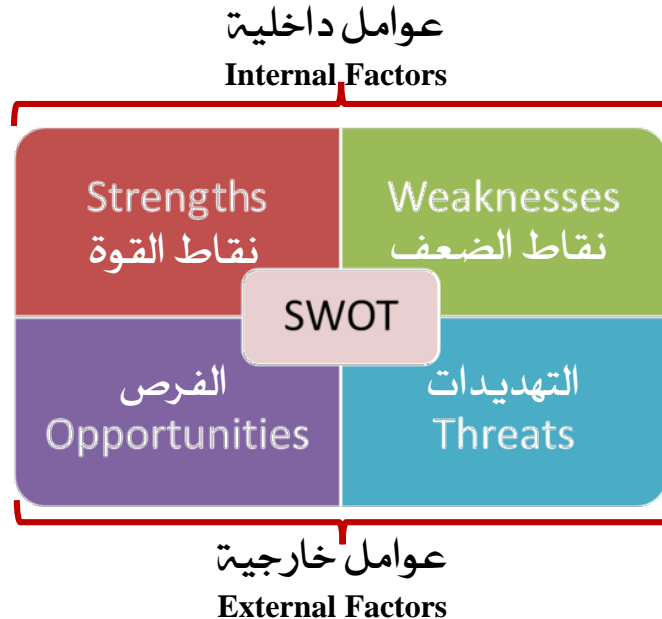 عوامل داخلية
Internal Factors
Strengths
نقاط القوة
Weaknesses
نقاط الضعف
SWOT
الفرص
Opportunities
التهديدات
Threats
عوامل خارجية
External Factors